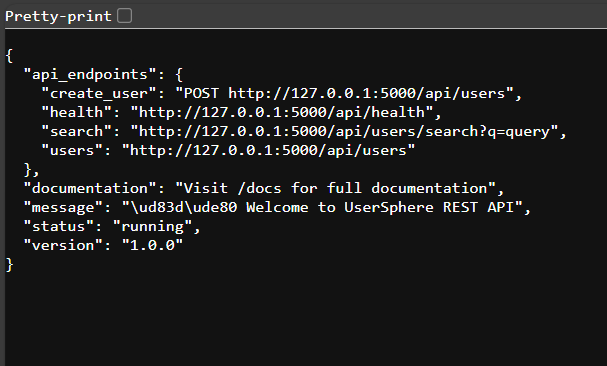 Pretty-print
{
  "api_endpoints": {
    "create_user": "POST http://127.0.0.1:5000/api/users",
    "health": "http://127.0.0.1:5000/api/health",
    "search": "http://127.0.0.1:5000/api/users/search?q=query",
    "users": "http://127.0.0.1:5000/api/users"
  },
  "documentation": "Visit /docs for full documentation",
  "message": "\ud83d\ude80 Welcome to UserSphere REST API",
  "status": "running",
  "version": "1.0.0"
}